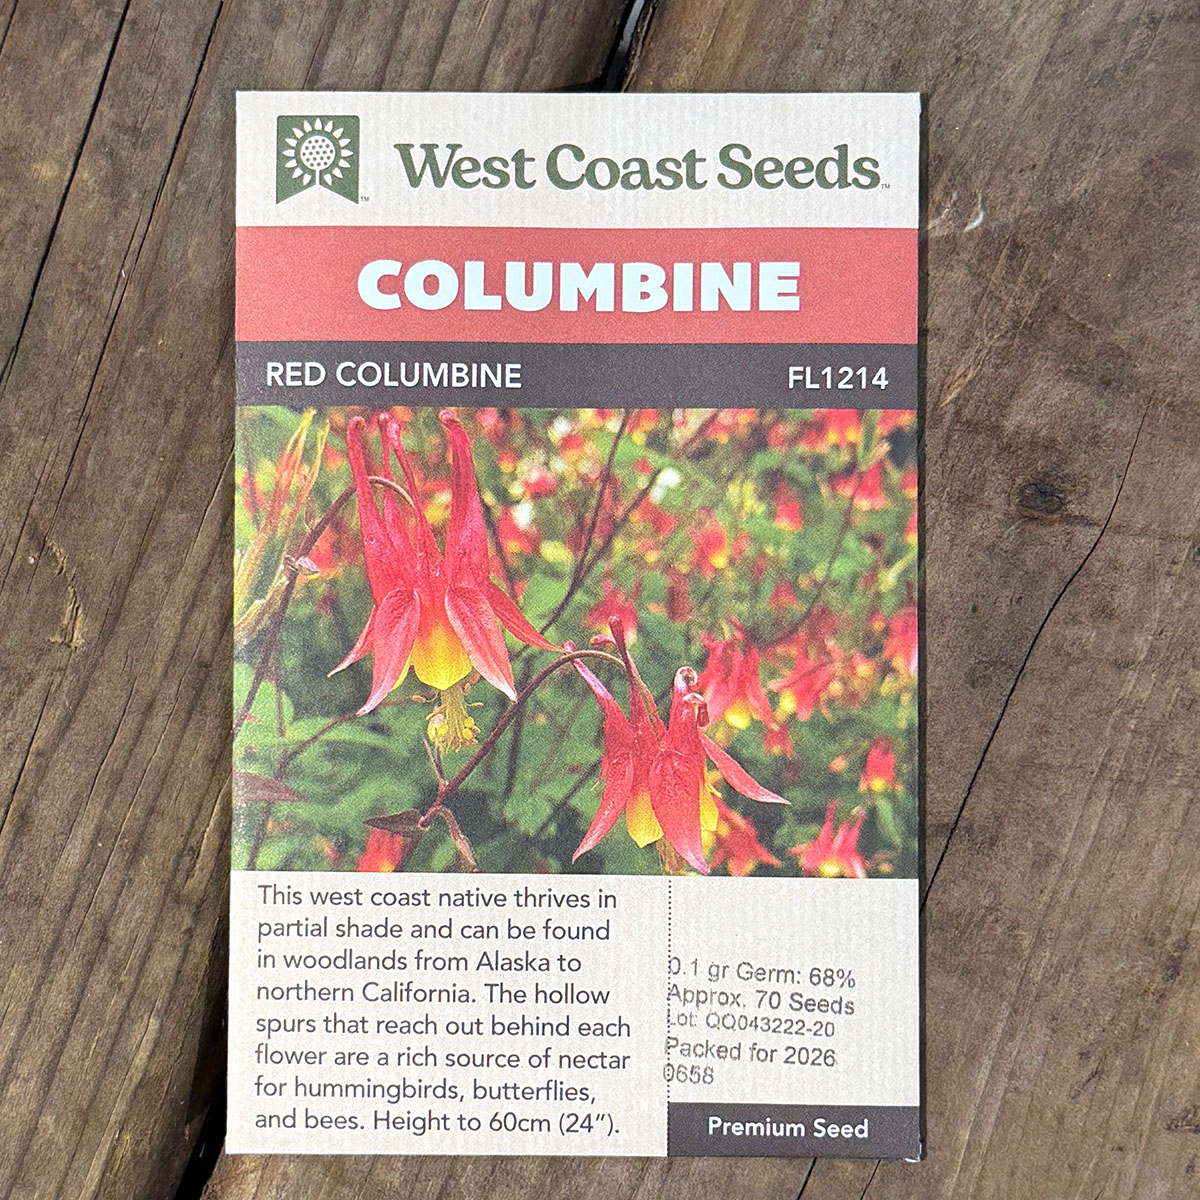 West Coast Seeds™
COLUMBINE
RED COLUMBINE
FL1214
This west coast native thrives in
partial shade and can be found
in woodlands from Alaska to
northern California. The hollow
spurs that reach out behind each
flower are a rich source of nectar
for hummingbirds, butterflies,
and bees. Height to 60cm (24”).
0.1 gr Germ: 68%
Approx. 70 Seeds
Lot: QQ043222-20
Packed for 2026
0658
Premium Seed